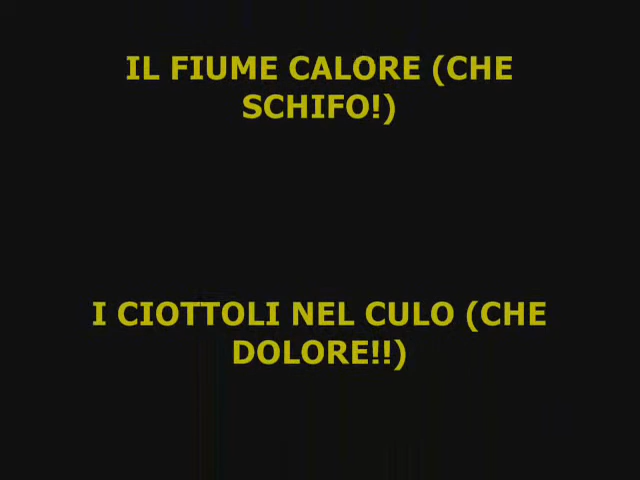 IL FIUME CALORE (CHE
SCHIFO!)
I CIOTTOLI NEL CULO (CHE
DOLORE!!)